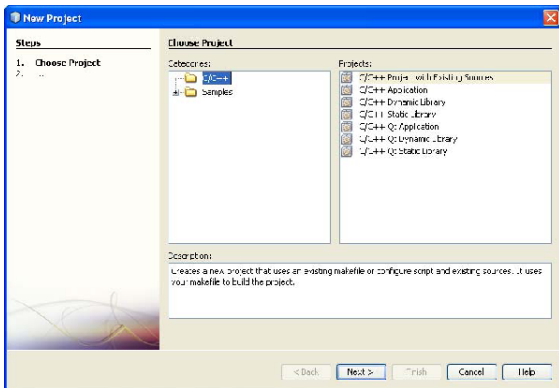 New Project
Steps
1. Choose Project
2. ...
Choose Project
Categories:
C/C++
Samples
Projects:
C/C++ Project with Existing Sources
C/C++ Application
C/C++ Dynamic Library
C/C++ Static Library
C/C++ Qt Application
C/C++ Qt Dynamic Library
C/C++ Qt Static Library
Description:
Creates a new project that uses an existing makefile or configure script and existing sources. It uses
your makefile to build the project.
< Back
Next >
Finish
Cancel
Help